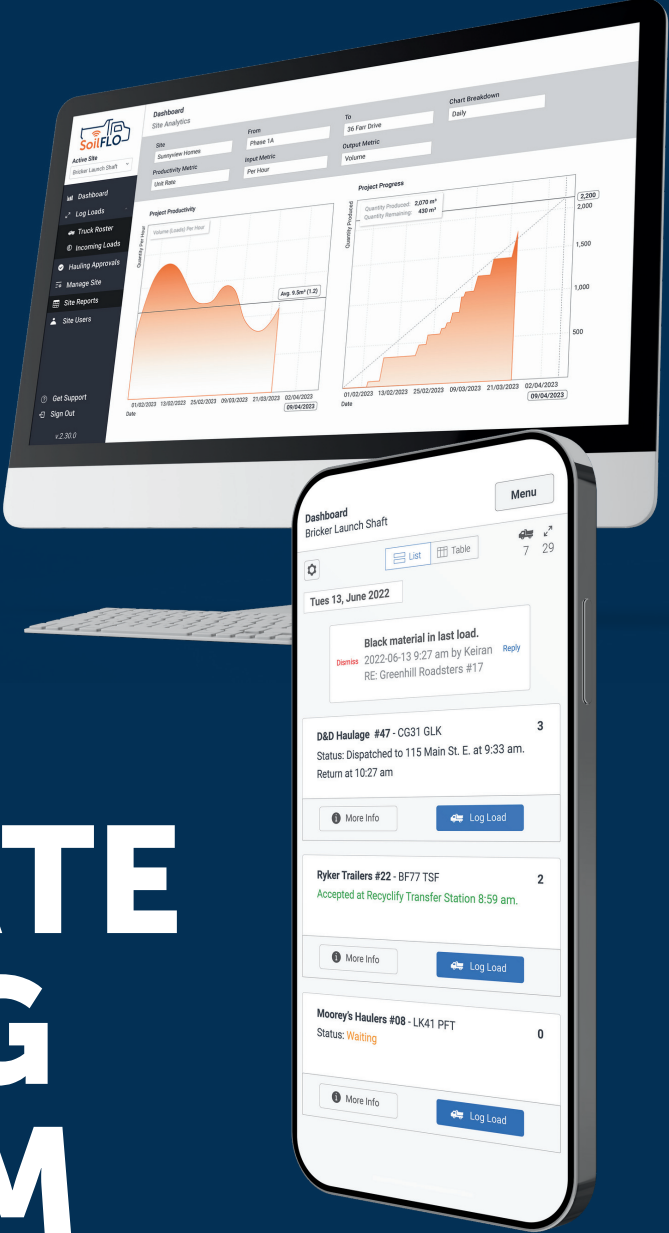 SoilFLO
Active Site
Bricker Launch Shaft
Dashboard
Log Loads
Truck Roster
Incoming Loads
Hauling Approvals
Manage Site
Site Reports
Site Users
Get Support
Sign Out
v.2.30.0
Dashboard
Site Analytics
Site
Sunnyview Homes
From
Phase 1A
To
36 Farr Drive
Chart Breakdown
Daily
Productivity Metric
Unit Rate
Input Metric
Per Hour
Output Metric
Volume
Project Productivity
Quantity Per Hour
Volume (Loads) Per Hour
Avg. 9.5m³ (1.2)
01/02/2023 13/02/2023 25/02/2023 09/03/2023 21/03/2023 02/04/2023
Date
09/04/2023
Project Progress
Quantity Produced
Quantity Produced: 2,070 m³
Quantity Remaining: 430 m³
2,200
2,000
1,500
1,000
500
01/02/2023 13/02/2023 25/02/2023 09/03/2023 21/03/2023 02/04/2023
Date
09/04/2023
Dashboard
Bricker Launch Shaft
Menu
List
Table
7 29
Tues 13, June 2022
Black material in last load.
Dismiss 2022-06-13 9:27 am by Keiran Reply
RE: Greenhill Roadsters #17
D&D Haulage #47 - CG31 GLK 3
Status: Dispatched to 115 Main St. E. at 9:33 am.
Return at 10:27 am
More Info Log Load
Ryker Trailers #22 - BF77 TSF 2
Accepted at Recyclify Transfer Station 8:59 am.
More Info Log Load
Moorey's Haulers #08 - LK41 PFT 0
Status: Waiting
More Info Log Load
ATE
G
M